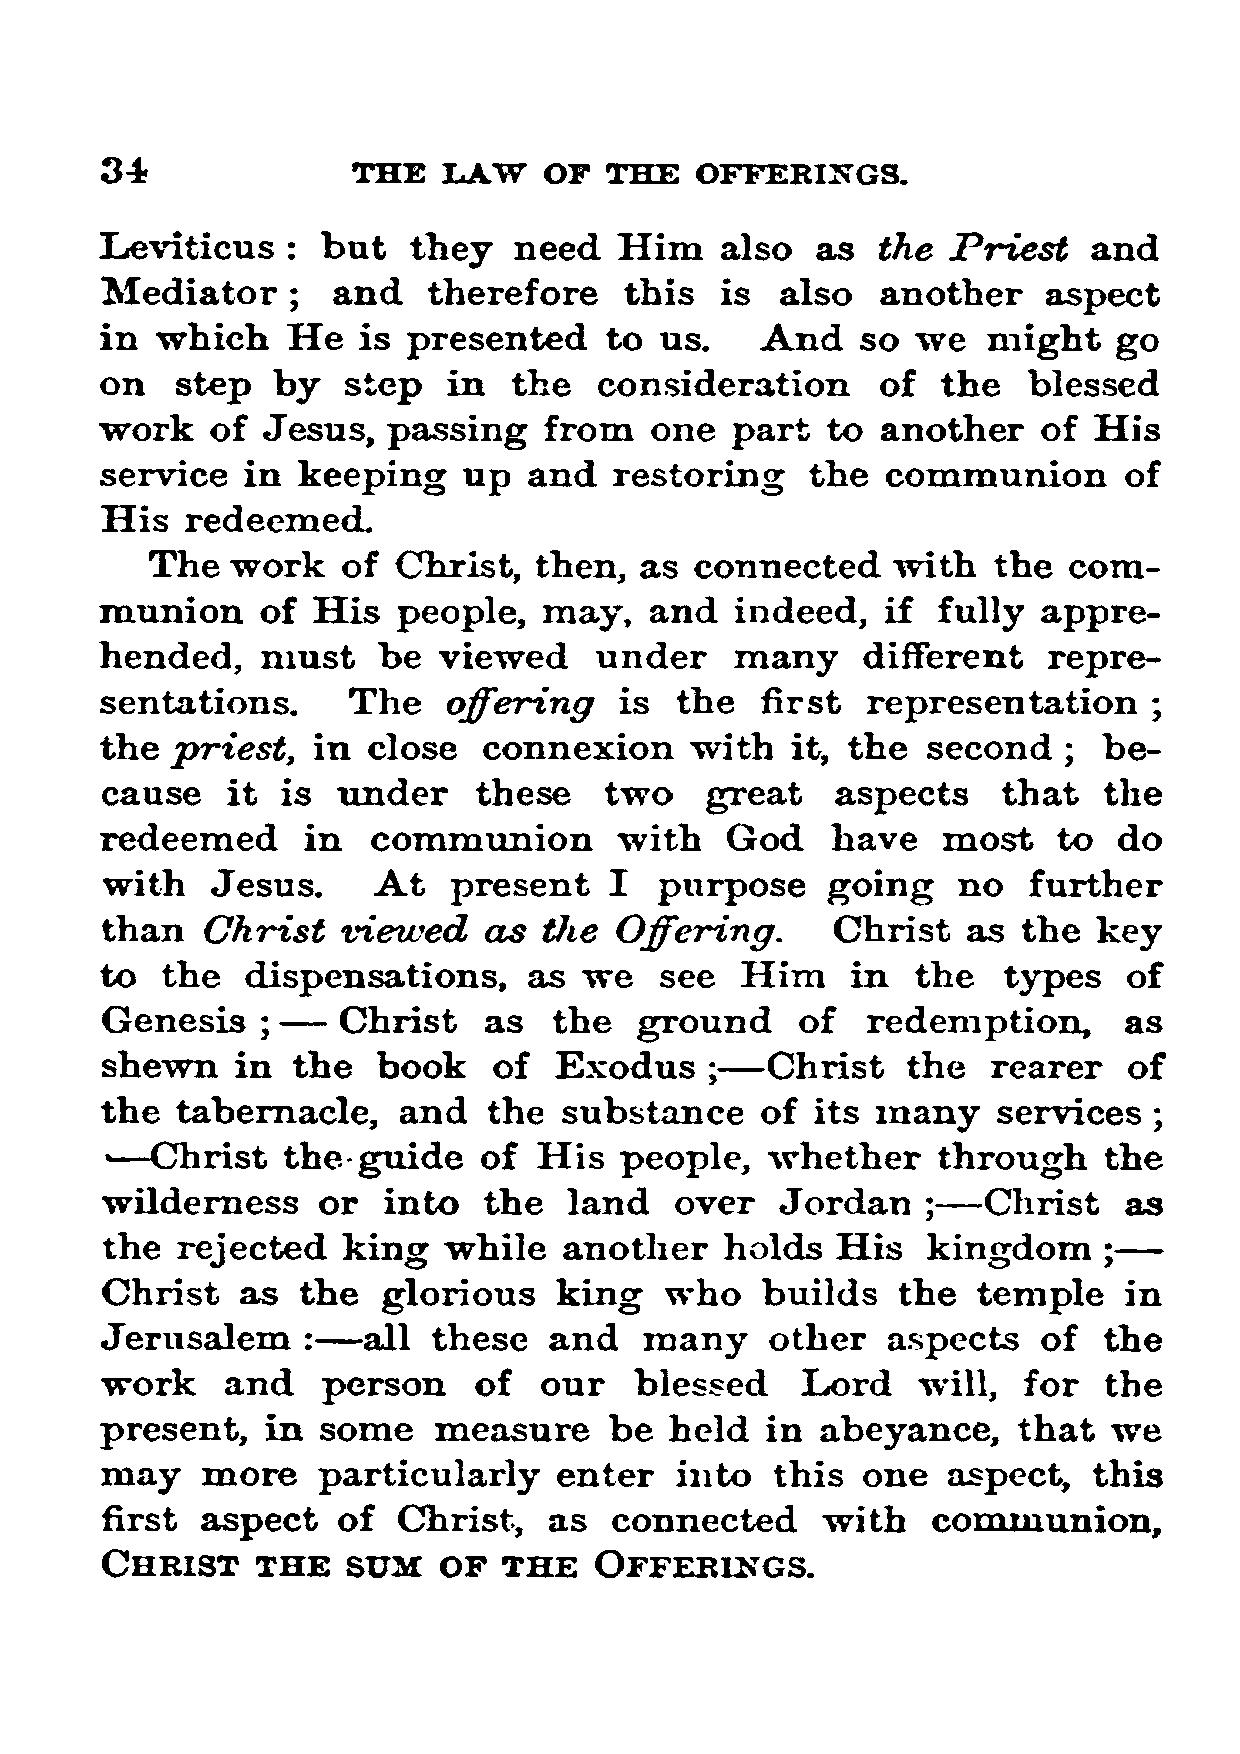 34 THE LAW OF THE OFFERINGS.
Leviticus : but they need Him also as the Priest and
Mediator ; and therefore this is also another aspect
in which He is presented to us. And so we might go
on step by step in the consideration of the blessed
work of Jesus, passing from one part to another of His
service in keeping up and restoring the communion of
His redeemed.
The work of Christ, then, as connected with the com-
munion of His people, may, and indeed, if fully appre-
hended, must be viewed under many different repre-
sentations. The offering is the first representation ;
the priest, in close connexion with it, the second ; be-
cause it is under these two great aspects that the
redeemed in communion with God have most to do
with Jesus. At present I purpose going no further
than Christ viewed as the Offering. Christ as the key
to the dispensations, as we see Him in the types of
Genesis ;— Christ as the ground of redemption, as
shewn in the book of Exodus ;—Christ the rearer of
the tabernacle, and the substance of its many services ;
—Christ the guide of His people, whether through the
wilderness or into the land over Jordan ;—Christ as
the rejected king while another holds His kingdom ;—
Christ as the glorious king who builds the temple in
Jerusalem :—all these and many other aspects of the
work and person of our blessed Lord will, for the
present, in some measure be held in abeyance, that we
may more particularly enter into this one aspect, this
first aspect of Christ, as connected with communion,
CHRIST THE SUM OF THE OFFERINGS.